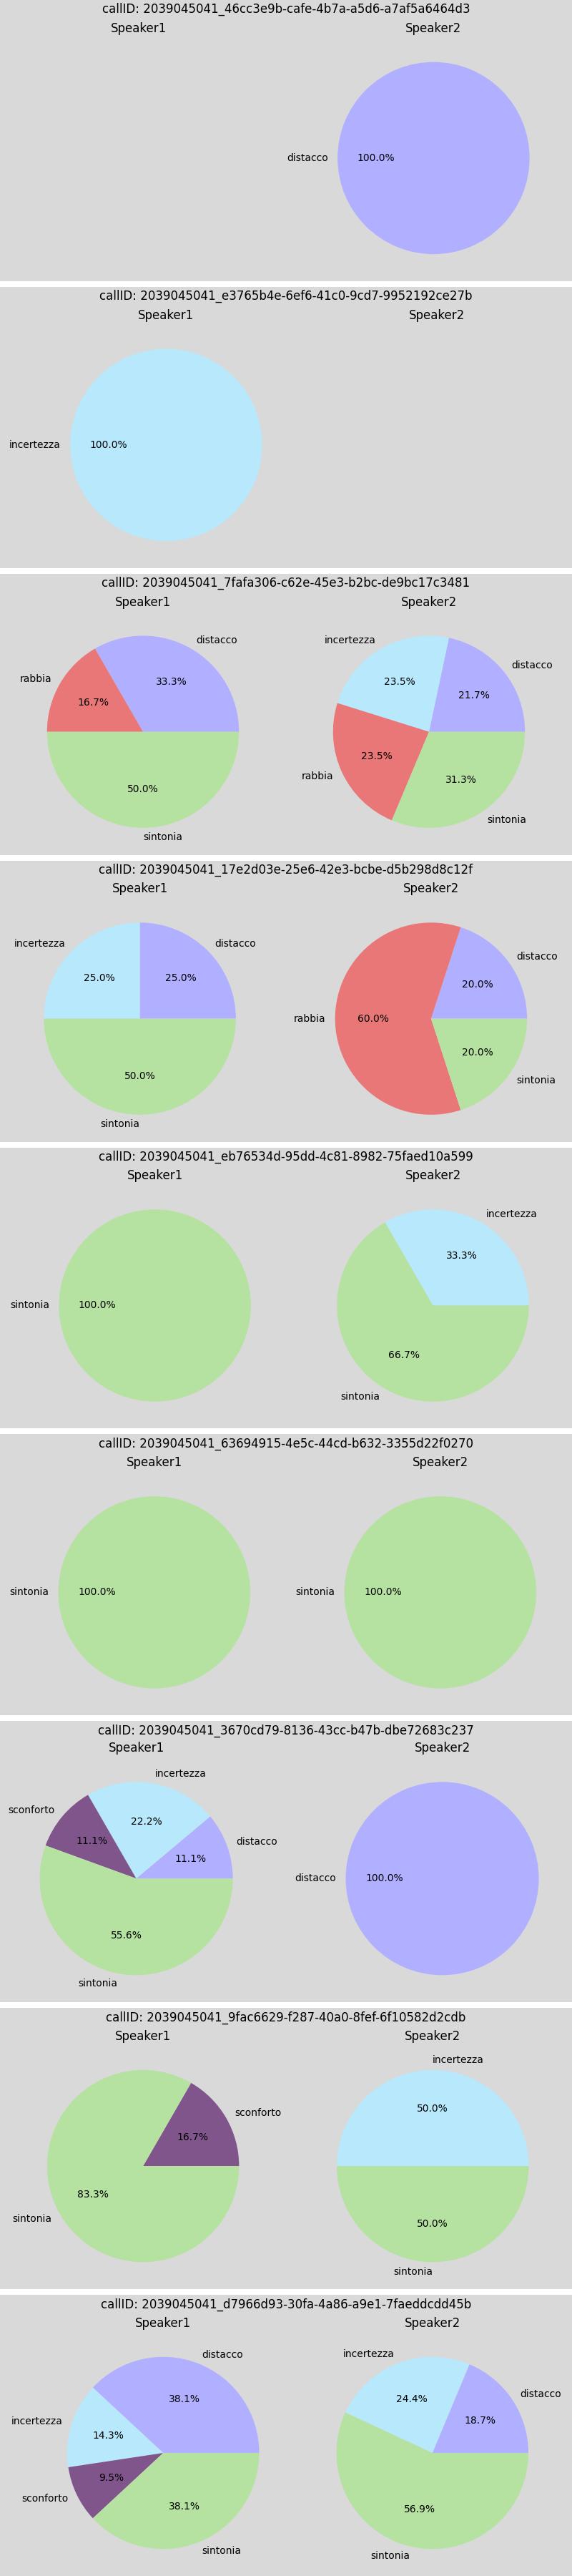 callID: 2039045041_46cc3e9b-cafe-4b7a-a5d6-a7af5a6464d3
Speaker1
Speaker2
distacco
100.0%
callID: 2039045041_e3765b4e-6ef6-41c0-9cd7-9952192ce27b
Speaker1
Speaker2
incertezza
100.0%
callID: 2039045041_7fafa306-c62e-45e3-b2bc-de9bc17c3481
Speaker1
distacco
33.3%
rabbia
16.7%
50.0%
sintonia
Speaker2
incertezza
23.5%
distacco
21.7%
rabbia
23.5%
31.3%
sintonia
callID: 2039045041_17e2d03e-25e6-42e3-bcbe-d5b298d8c12f
Speaker1
incertezza
25.0%
distacco
25.0%
50.0%
sintonia
Speaker2
distacco
20.0%
rabbia
60.0%
20.0%
sintonia
callID: 2039045041_eb76534d-95dd-4c81-8982-75faed10a599
Speaker1
sintonia
100.0%
Speaker2
incertezza
33.3%
66.7%
sintonia
callID: 2039045041_63694915-4e5c-44cd-b632-3355d22f0270
Speaker1
sintonia
100.0%
Speaker2
sintonia
100.0%
callID: 2039045041_3670cd79-8136-43cc-b47b-dbe72683c237
Speaker1
incertezza
22.2%
sconforto
11.1%
distacco
11.1%
55.6%
sintonia
Speaker2
distacco
100.0%
callID: 2039045041_9fac6629-f287-40a0-8fef-6f10582d2cdb
Speaker1
sconforto
16.7%
83.3%
sintonia
Speaker2
incertezza
50.0%
50.0%
sintonia
callID: 2039045041_d7966d93-30fa-4a86-a9e1-7faeddcdd45b
Speaker1
distacco
38.1%
incertezza
14.3%
sconforto
9.5%
38.1%
sintonia
Speaker2
incertezza
24.4%
distacco
18.7%
56.9%
sintonia